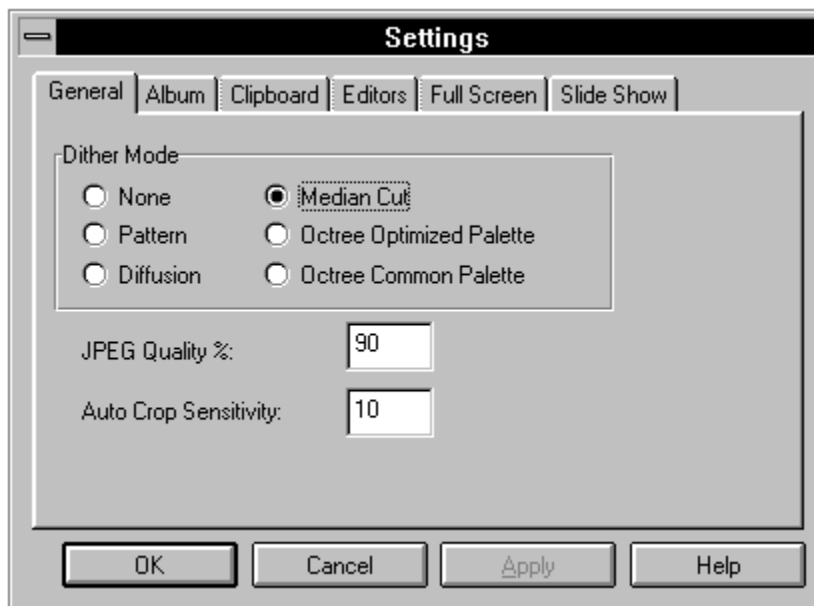 Settings
General Album Clipboard Editors Full Screen Slide Show
Dither Mode
None Median Cut
Pattern Octree Optimized Palette
Diffusion Octree Common Palette
JPEG Quality %: 90
Auto Crop Sensitivity: 10
OK Cancel Apply Help